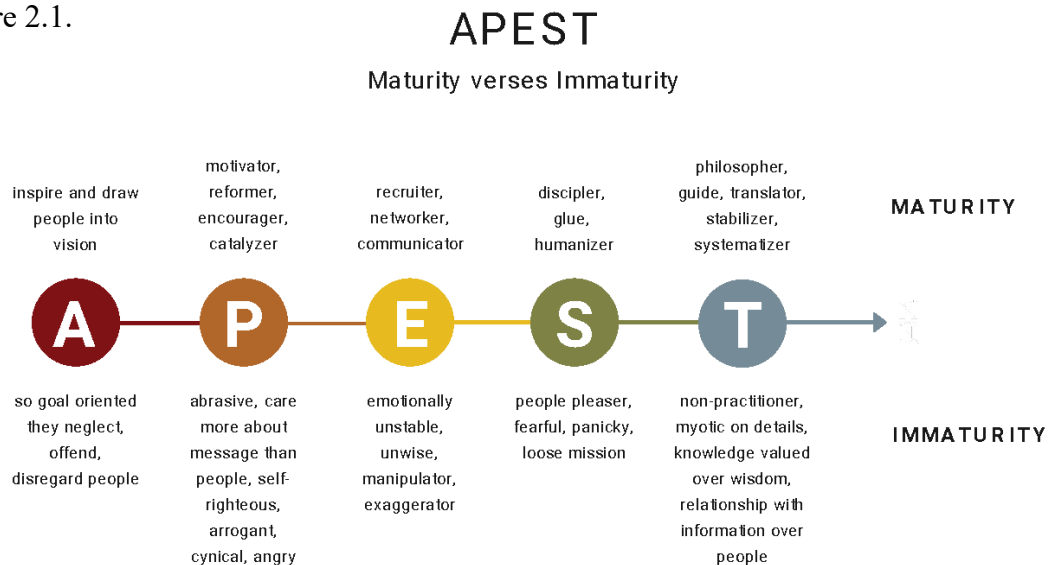 re 2.1.
APEST
Maturity verses Immaturity
inspire and draw
people into
vision
motivator,
reformer,
encourager,
catalyzer
recruiter,
networker,
communicator
discipler,
glue,
humanizer
philosopher,
guide, translator,
stabilizer,
systematizer
MATURITY
A
P
E
S
T
so goal oriented
they neglect,
offend,
disregard people
abrasive, care
more about
message than
people, self-
righteous,
arrogant,
cynical, angry
emotionally
unstable,
unwise,
manipulator,
exaggerator
people pleaser,
fearful, panicky,
loose mission
non-practitioner,
myotic on details,
knowledge valued
over wisdom,
relationship with
information over
people
IMMATURITY